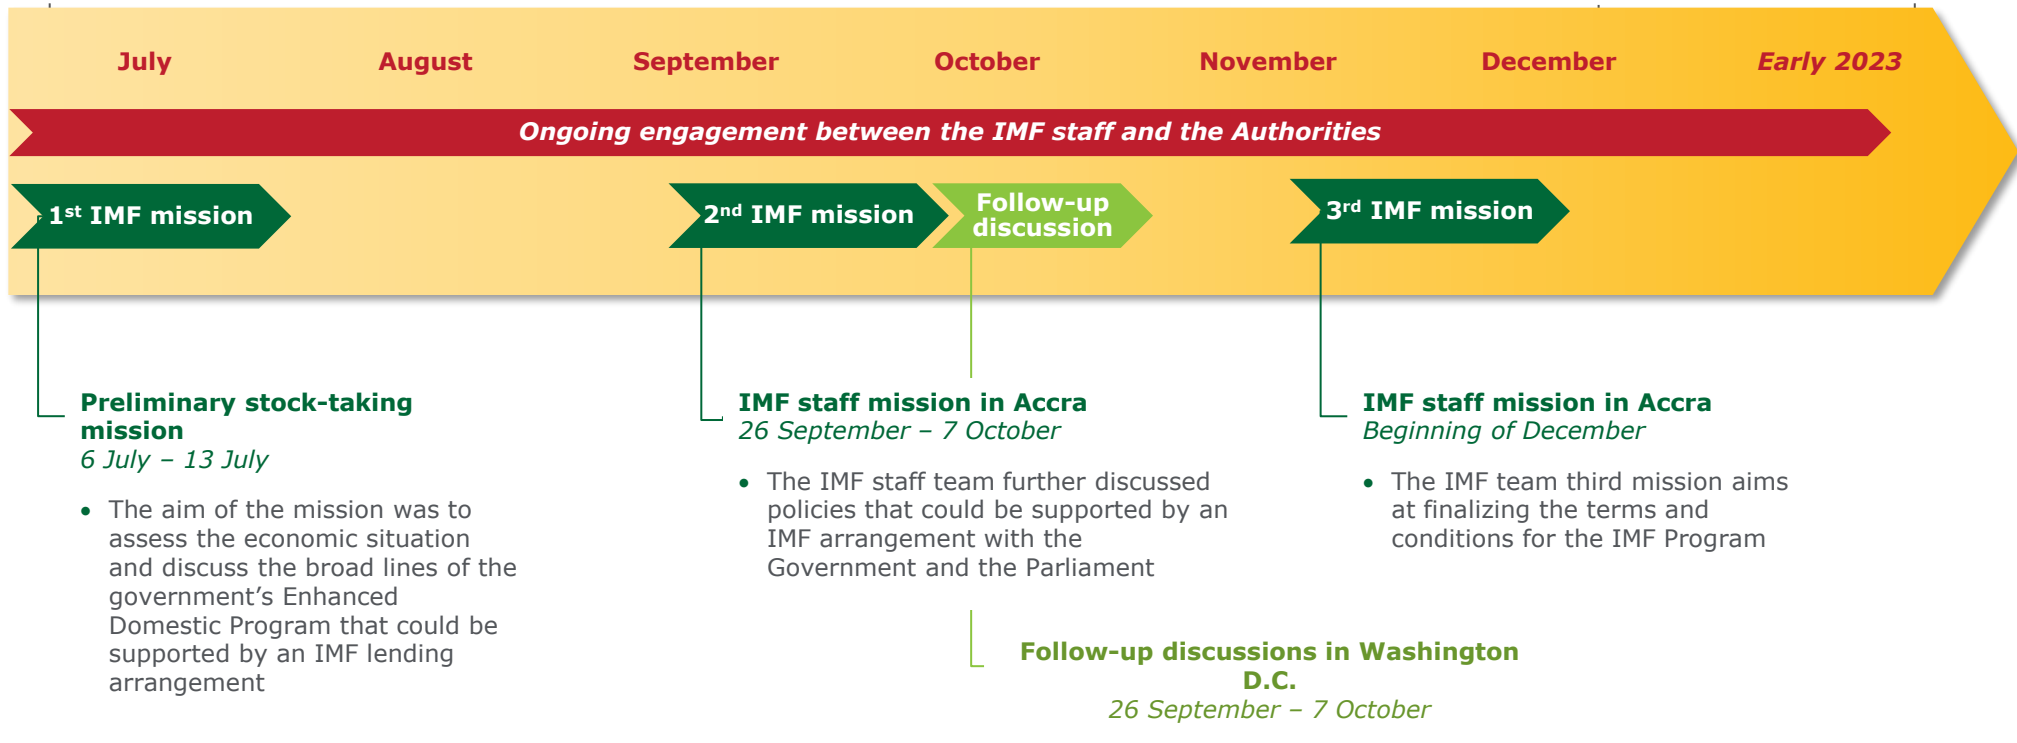 July August September October November December Early 2023
Ongoing engagement between the IMF staff and the Authorities
1st IMF mission
2nd IMF mission
Follow-up
discussion
3rd IMF mission
Preliminary stock-taking
mission
6 July – 13 July
• The aim of the mission was to
assess the economic situation
and discuss the broad lines of the
government’s Enhanced
Domestic Program that could be
supported by an IMF lending
arrangement
IMF staff mission in Accra
26 September – 7 October
• The IMF staff team further discussed
policies that could be supported by an
IMF arrangement with the
Government and the Parliament
Follow-up discussions in Washington
D.C.
26 September – 7 October
IMF staff mission in Accra
Beginning of December
• The IMF team third mission aims
at finalizing the terms and
conditions for the IMF Program